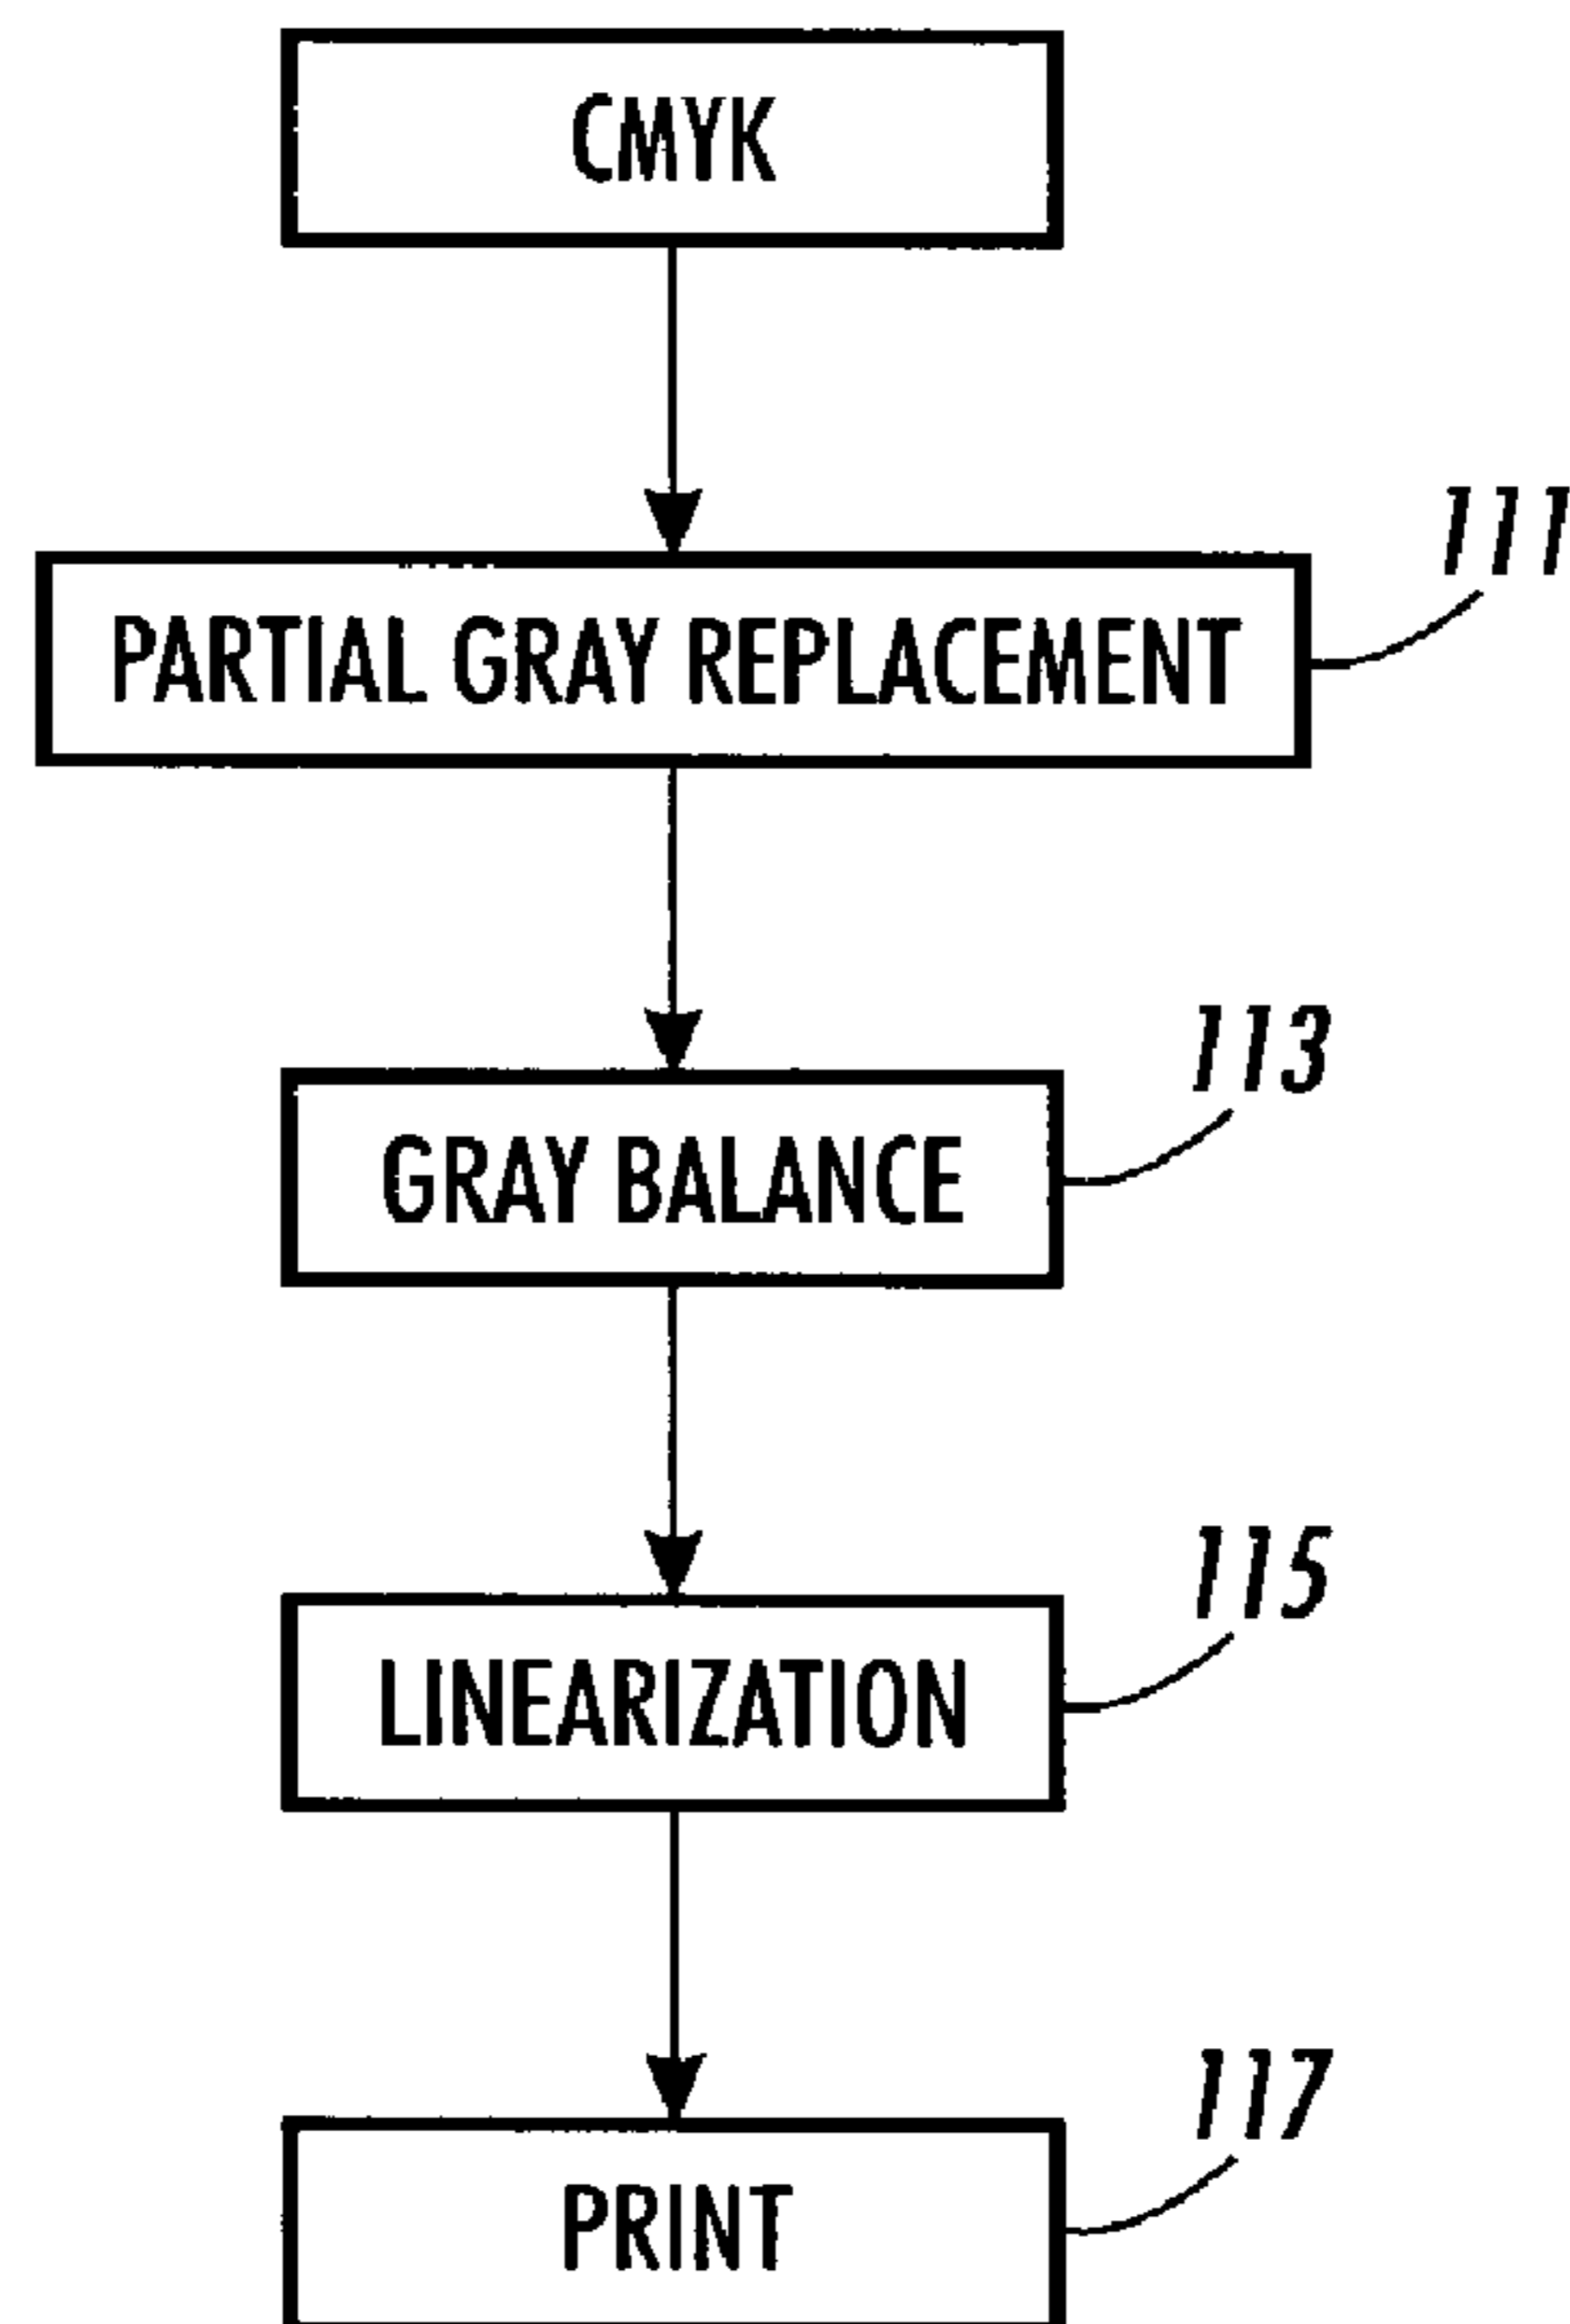 CMYK
111
PARTIAL GRAY REPLACEMENT
113
GRAY BALANCE
115
LINEARIZATION
117
PRINT